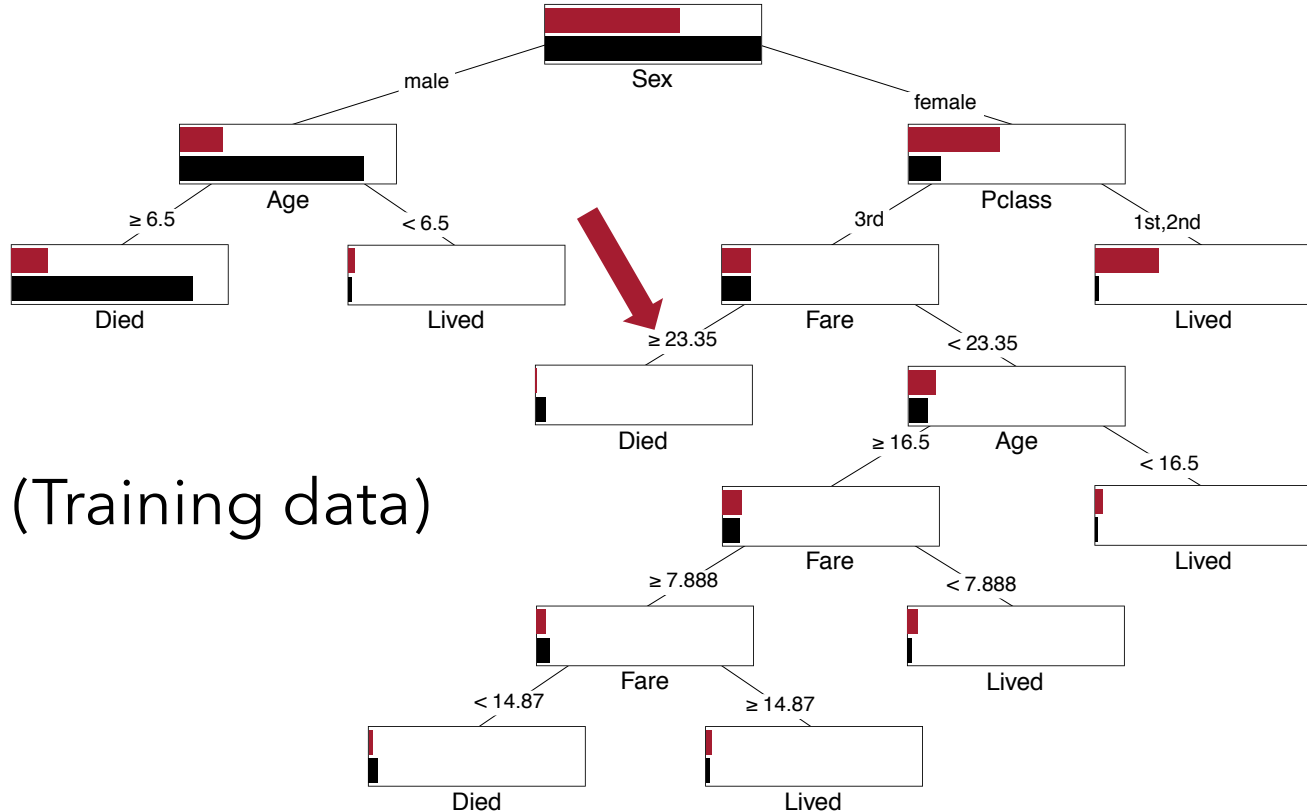 Sex
male
female
Age
Pclass
≥ 6.5
< 6.5
3rd
1st,2nd
Died
Lived
Fare
Lived
≥ 23.35
< 23.35
Died
Age
≥ 16.5
< 16.5
(Training data)
Fare
Lived
≥ 7.888
< 7.888
Fare
Lived
< 14.87
≥ 14.87
Died
Lived